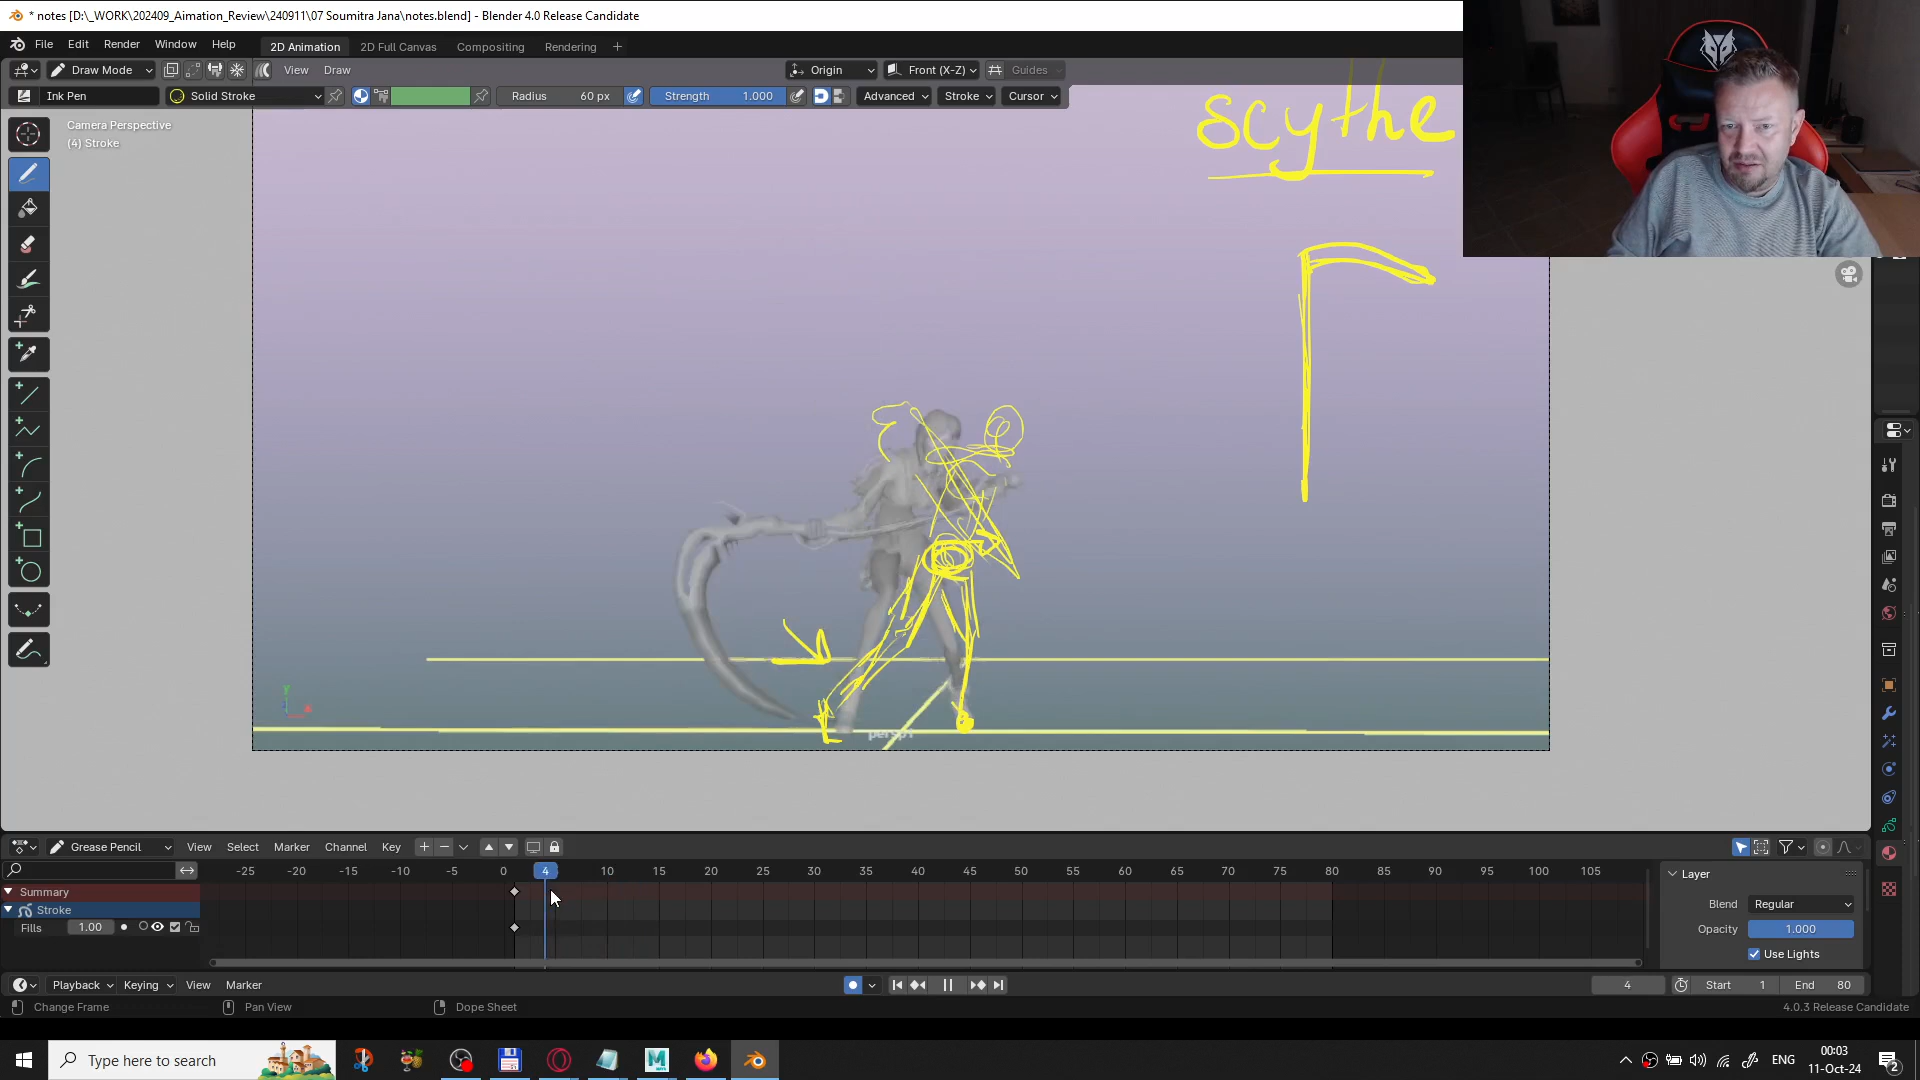 * notes [D:\_WORK\202409_Aimation_Review\240911\07 Soumitra Jana\notes.blend] - Blender 4.0 Release Candidate
File Edit Render Window Help 2D Animation 2D Full Canvas Compositing Rendering +
Draw Mode View Draw Origin Front (X-Z) Guides
Ink Pen Solid Stroke Radius 60 px Strength 1.000 Advanced Stroke Cursor
Camera Perspective
(4) Stroke
scythe
persp1
Grease Pencil View Select Marker Channel Key
-25 -20 -15 -10 -5 0 4 10 15 20 25 30 35 40 45 50 55 60 65 70 75 80 85 90 95 100 105
Layer
Summary
Blend Regular
Stroke
Fills 1.00
Opacity 1.000
Use Lights
Playback Keying View Marker 4 Start 1 End 80
Change Frame Pan View Dope Sheet 4.0.3 Release Candidate
Type here to search
ENG
00:03
11-Oct-24
2